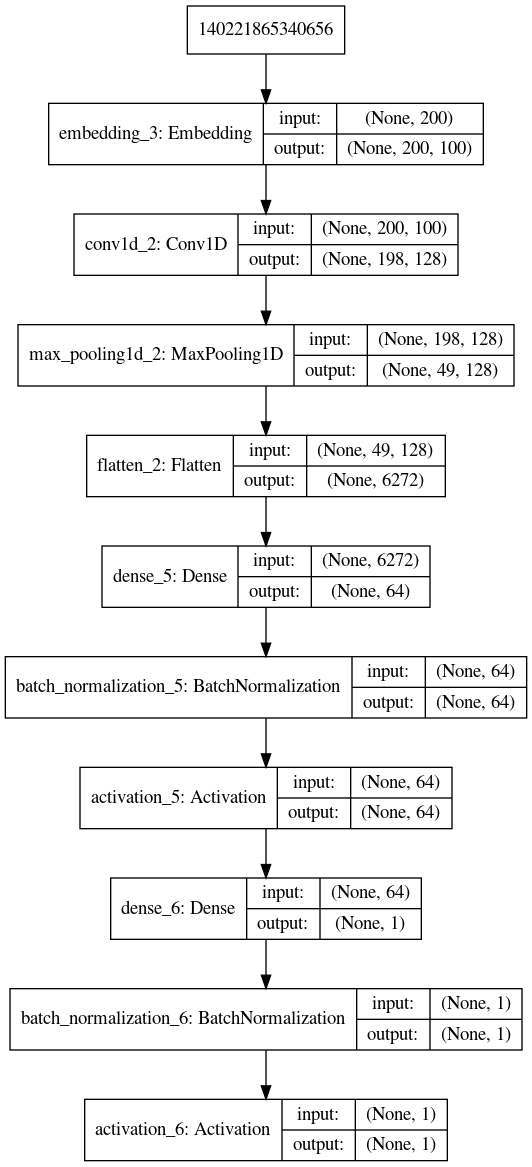 140221865340656
embedding_3: Embedding
input:
(None, 200)
output:
(None, 200, 100)
conv1d_2: Conv1D
input:
(None, 200, 100)
output:
(None, 198, 128)
max_pooling1d_2: MaxPooling1D
input:
(None, 198, 128)
output:
(None, 49, 128)
flatten_2: Flatten
input:
(None, 49, 128)
output:
(None, 6272)
dense_5: Dense
input:
(None, 6272)
output:
(None, 64)
batch_normalization_5: BatchNormalization
input:
(None, 64)
output:
(None, 64)
activation_5: Activation
input:
(None, 64)
output:
(None, 64)
dense_6: Dense
input:
(None, 64)
output:
(None, 1)
batch_normalization_6: BatchNormalization
input:
(None, 1)
output:
(None, 1)
activation_6: Activation
input:
(None, 1)
output:
(None, 1)